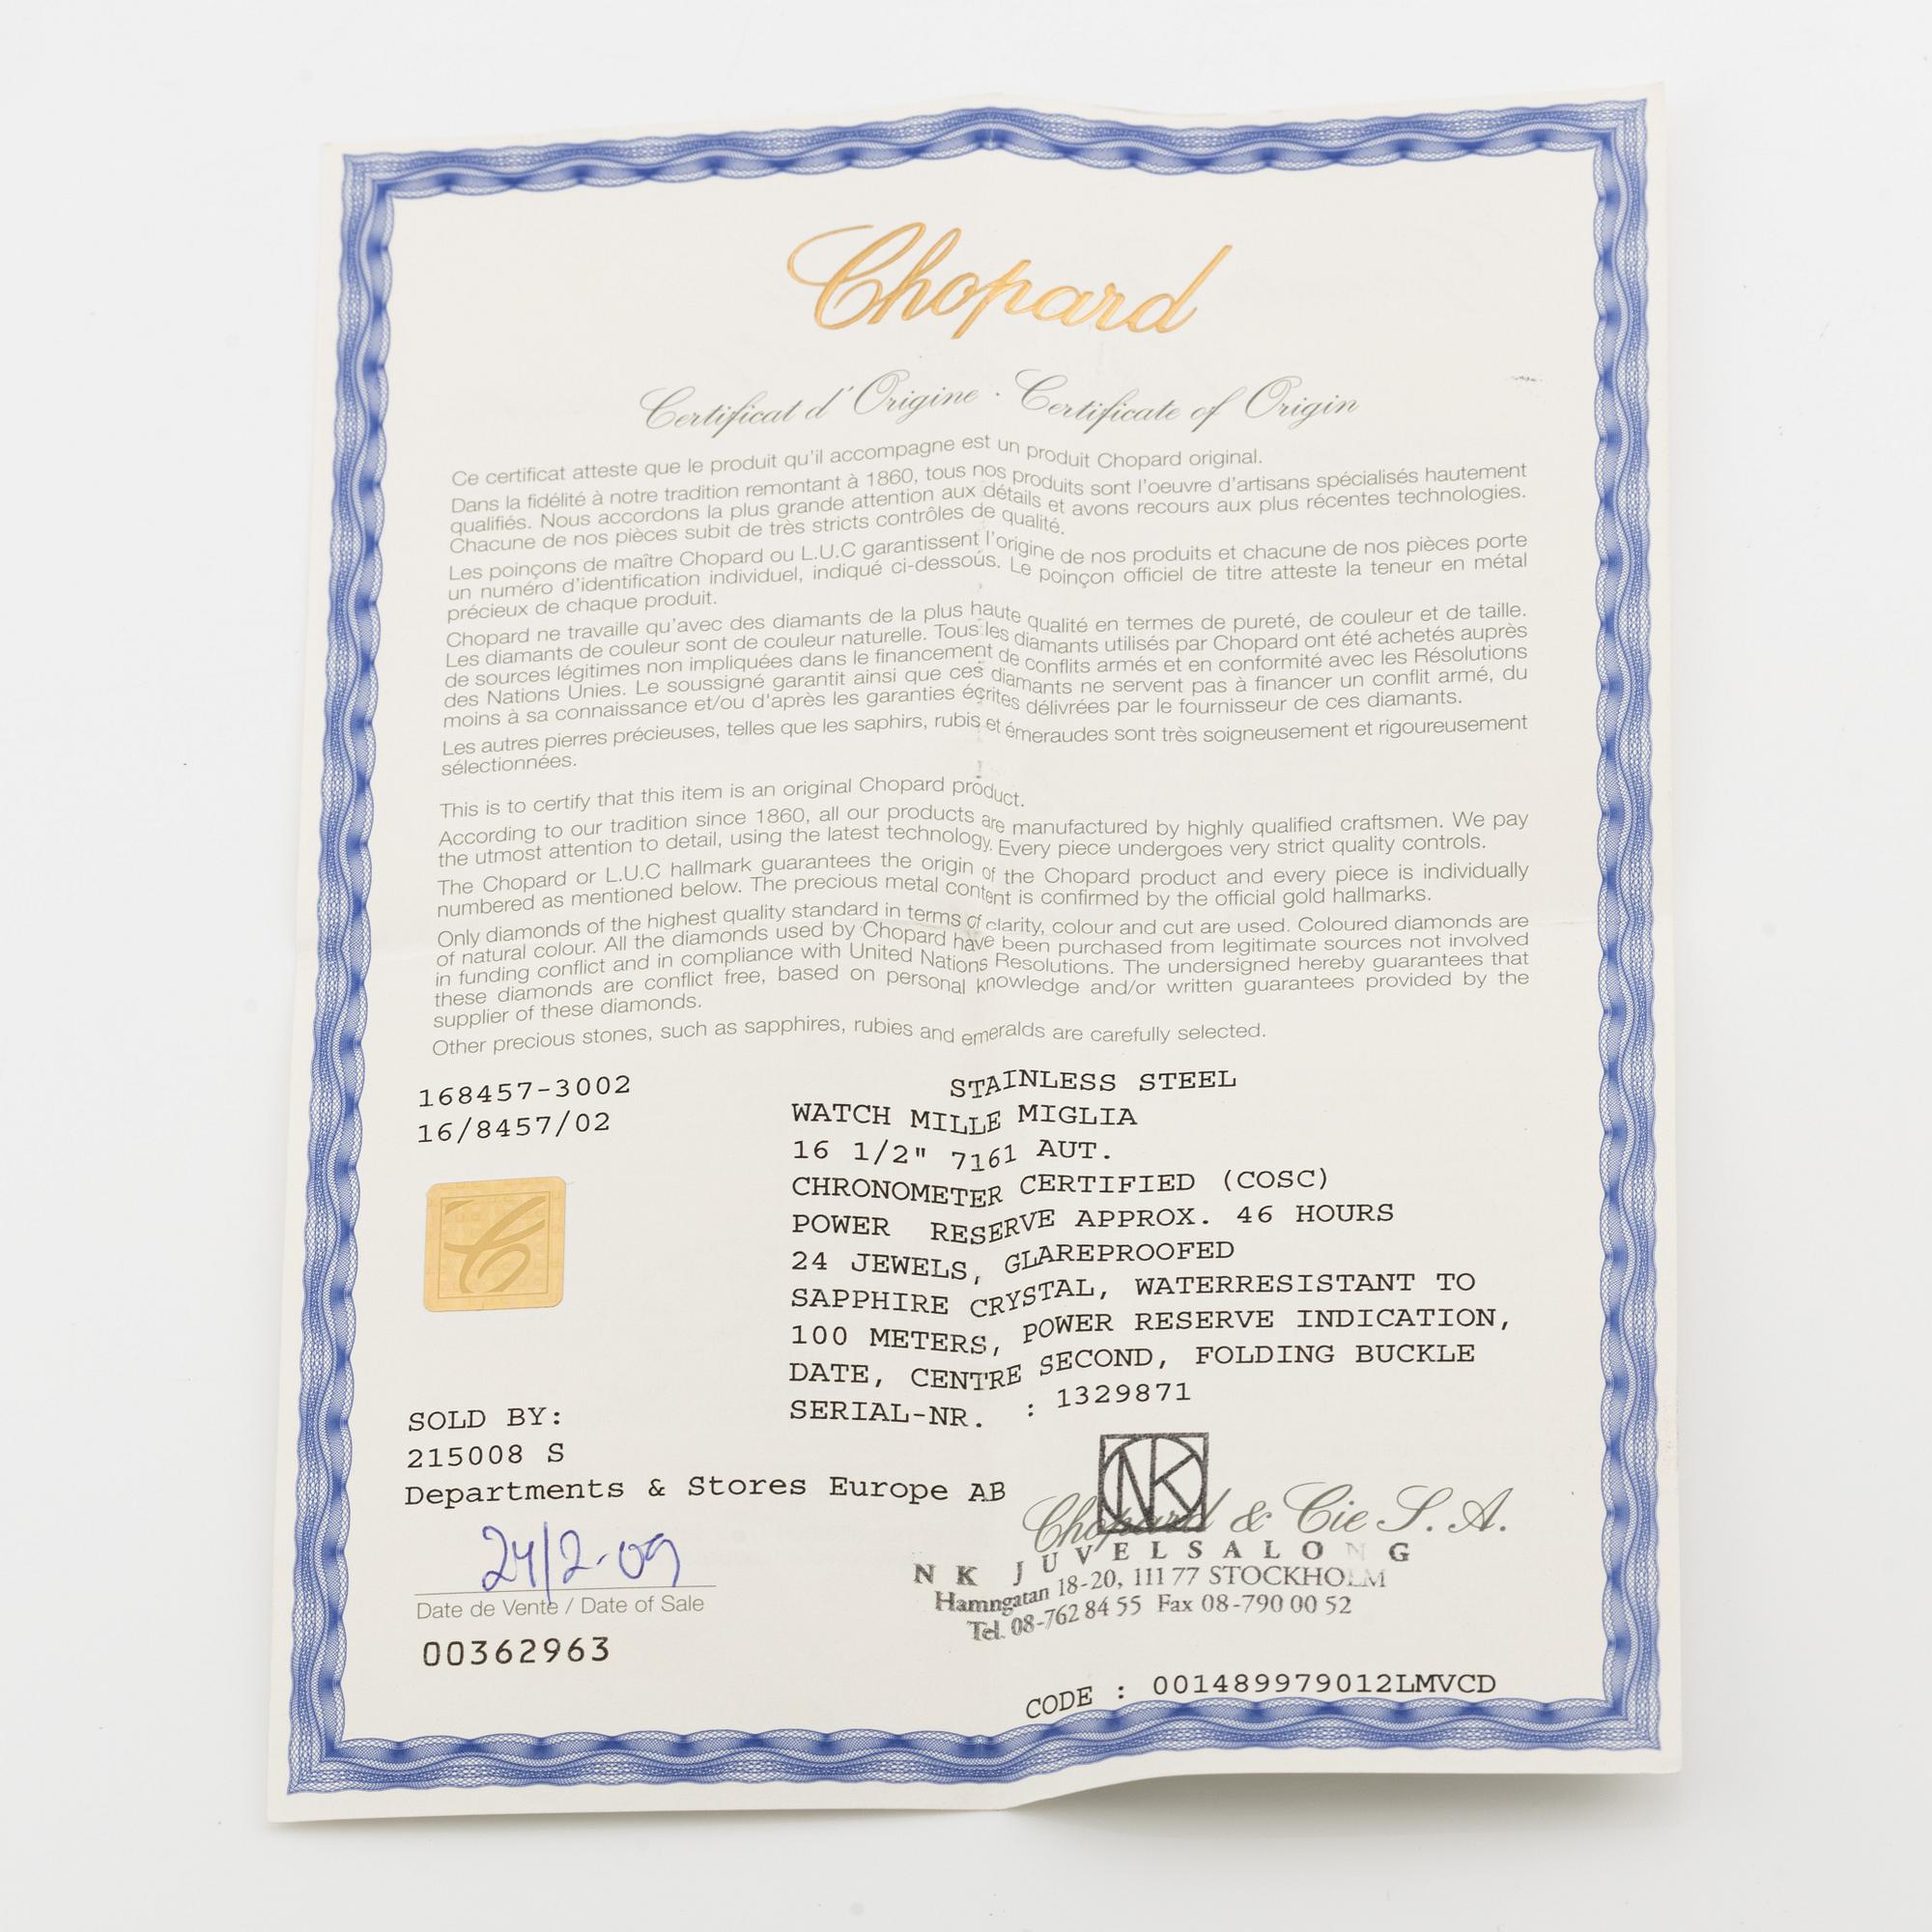 Chopard
Certificat d'Origine · Certificate of Origin
Ce certificat atteste que le produit qu'il accompagne est un produit Chopard original.
Dans la fidélité à notre tradition remontant à 1860, tous nos produits sont l'oeuvre d'artisans spécialisés hautement
qualifiés. Nous accordons la plus grande attention aux détails et avons recours aux plus récentes technologies.
Chacune de nos pièces subit de très stricts contrôles de qualité.
Les poinçons de maître Chopard ou L.U.C garantissent l'origine de nos produits et chacune de nos pièces porte
un numéro d'identification individuel, indiqué ci-dessous. Le poinçon officiel de titre atteste la teneur en métal
précieux de chaque produit.
Chopard ne travaille qu'avec des diamants de la plus haute qualité en termes de pureté, de couleur et de taille.
Les diamants de couleur sont de couleur naturelle. Tous les diamants utilisés par Chopard ont été achetés auprès
de sources légitimes non impliquées dans le financement de conflits armés et en conformité avec les Résolutions
des Nations Unies. Le soussigné garantit ainsi que ces diamants ne servent pas à financer un conflit armé, du
moins à sa connaissance et/ou d'après les garanties écrites délivrées par le fournisseur de ces diamants.
Les autres pierres précieuses, telles que les saphirs, rubis et émeraudes sont très soigneusement et rigoureusement
sélectionnées.
This is to certify that this item is an original Chopard product.
According to our tradition since 1860, all our products are manufactured by highly qualified craftsmen. We pay
the utmost attention to detail, using the latest technology. Every piece undergoes very strict quality controls.
The Chopard or L.U.C hallmark guarantees the origin of the Chopard product and every piece is individually
numbered as mentioned below. The precious metal content is confirmed by the official gold hallmarks.
Only diamonds of the highest quality standard in terms of clarity, colour and cut are used. Coloured diamonds are
of natural colour. All the diamonds used by Chopard have been purchased from legitimate sources not involved
in funding conflict and in compliance with United Nations Resolutions. The undersigned hereby guarantees that
these diamonds are conflict free, based on personal knowledge and/or written guarantees provided by the
supplier of these diamonds.
Other precious stones, such as sapphires, rubies and emeralds are carefully selected.
168457-3002 STAINLESS STEEL
16/8457/02 WATCH MILLE MIGLIA
16 1/2" 7161 AUT.
CHRONOMETER CERTIFIED (COSC)
POWER RESERVE APPROX. 46 HOURS
24 JEWELS, GLAREPROOFED
SAPPHIRE CRYSTAL, WATERRESISTANT TO
100 METERS, POWER RESERVE INDICATION,
DATE, CENTRE SECOND, FOLDING BUCKLE
SERIAL-NR. : 1329871
SOLD BY:
215008 S
Departments & Stores Europe AB
NK
Chopard & Cie S.A.
24/2-09
Date de Vente / Date of Sale
NK JUVELSALONG
Hamngatan 18-20, 111 77 STOCKHOLM
Tel. 08-762 84 55 Fax 08-790 00 52
00362963
CODE : 001489979012LMVCD